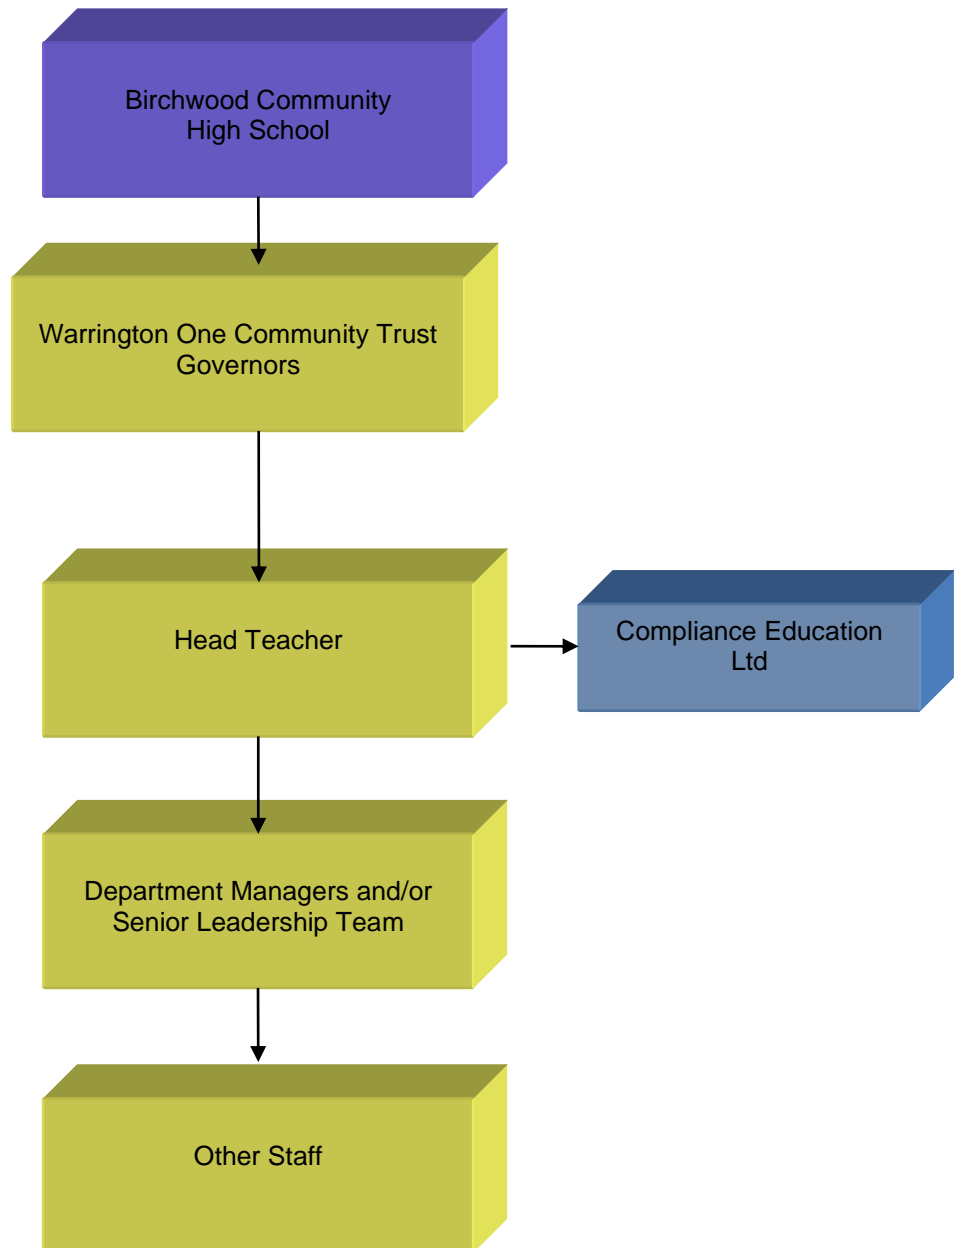 Birchwood Community
High School
Warrington One Community Trust
Governors
Head Teacher
Compliance Education
Ltd
Department Managers and/or
Senior Leadership Team
Other Staff